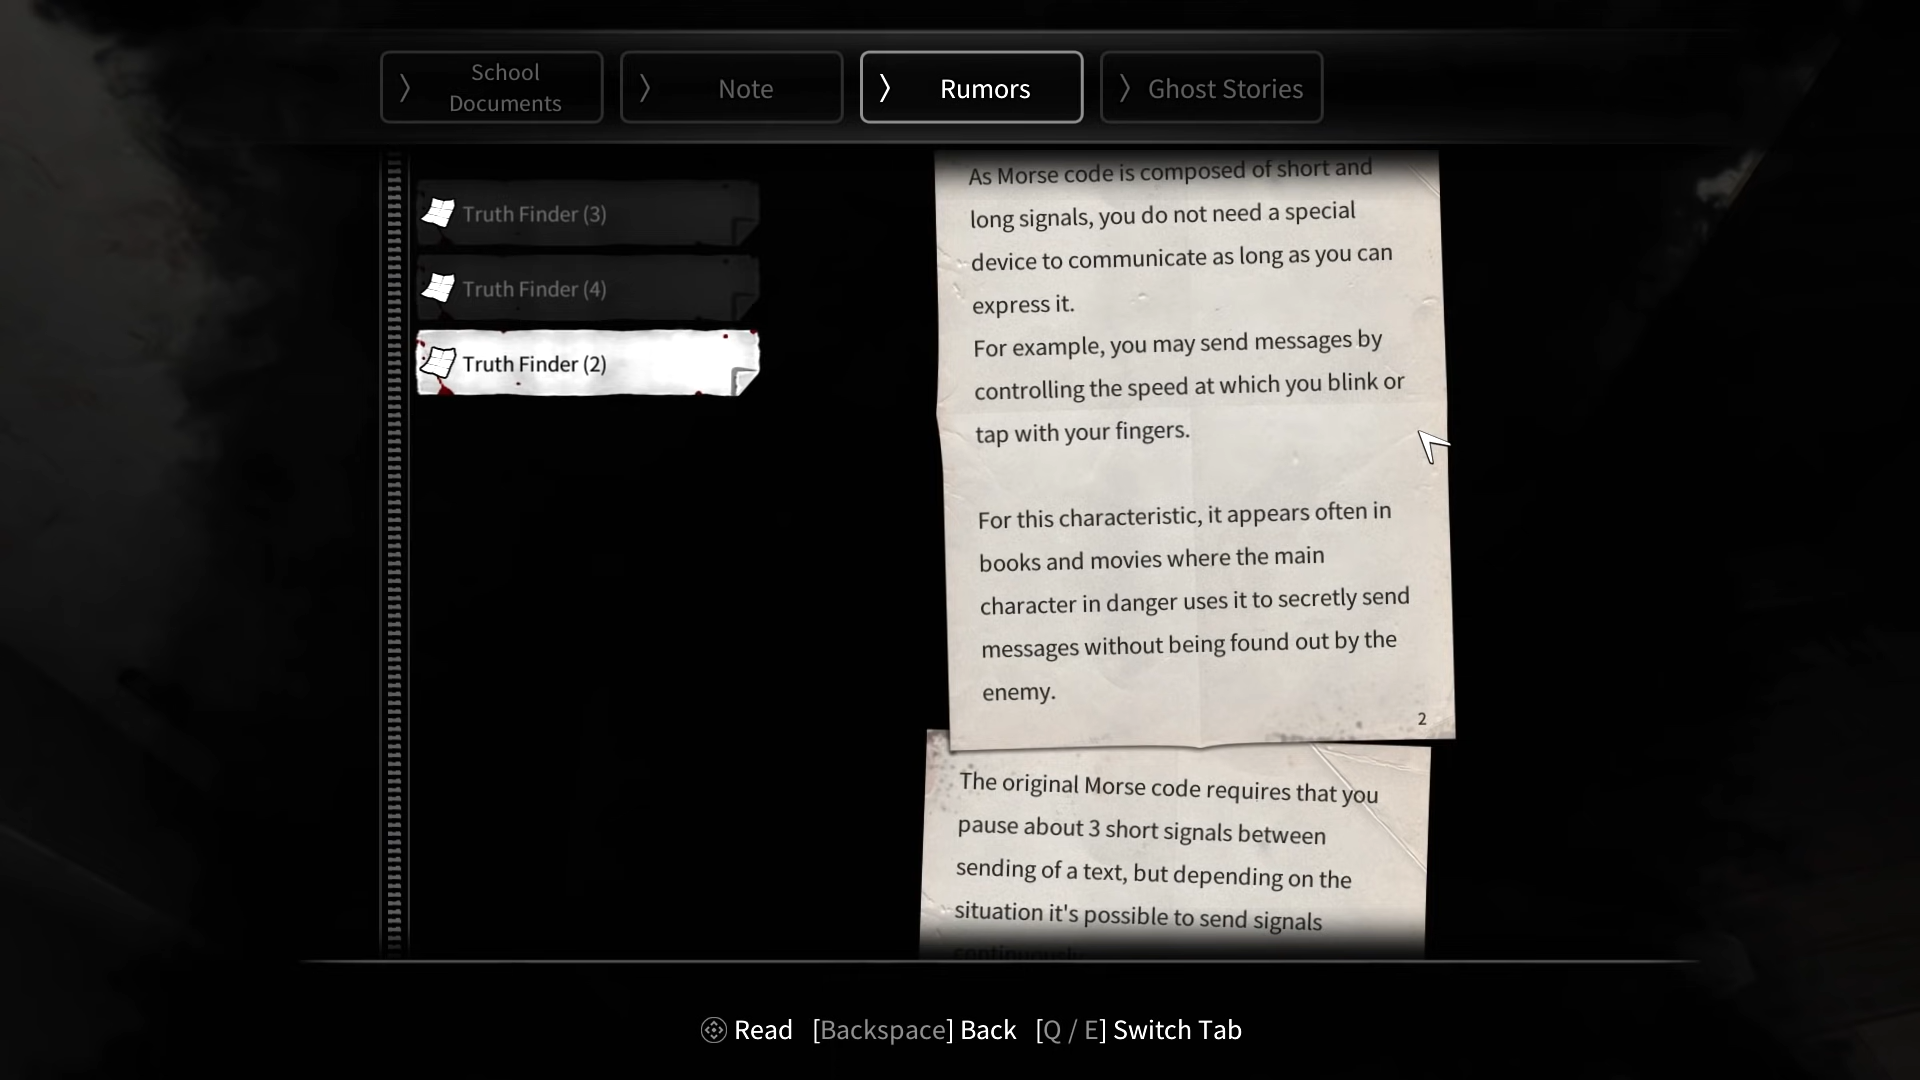 School
Documents
Note
Rumors
Ghost Stories
Truth Finder (3)
Truth Finder (4)
Truth Finder (2)
As Morse code is composed of short and
long signals, you do not need a special
device to communicate as long as you can
express it.
For example, you may send messages by
controlling the speed at which you blink or
tap with your fingers.
For this characteristic, it appears often in
books and movies where the main
character in danger uses it to secretly send
messages without being found out by the
enemy.
2
The original Morse code requires that you
pause about 3 short signals between
sending of a text, but depending on the
situation it's possible to send signals
Read [Backspace] Back [Q / E] Switch Tab